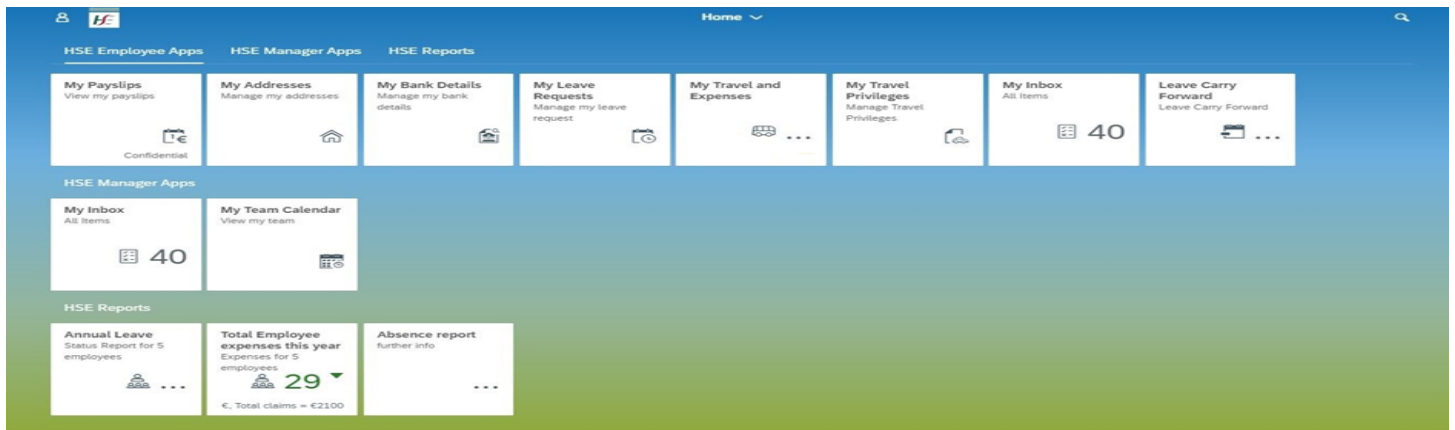 HSE
Home
HSE Employee Apps HSE Manager Apps HSE Reports
My Payslips
View my payslips
Confidential
My Addresses
Manage my addresses
My Bank Details
Manage my bank
details
My Leave
Requests
Manage my leave
request
My Travel and
Expenses
...
My Travel
Privileges
Manage Travel
Privileges
My Inbox
All Items
40
Leave Carry
Forward
Leave Carry Forward
...
HSE Manager Apps
My Inbox
All Items
40
My Team Calendar
View my team
HSE Reports
Annual Leave
Status Report for 5
employees
...
Total Employee
expenses this year
Expenses for 5
employees
29
€, Total claims = €2100
Absence report
further info
...